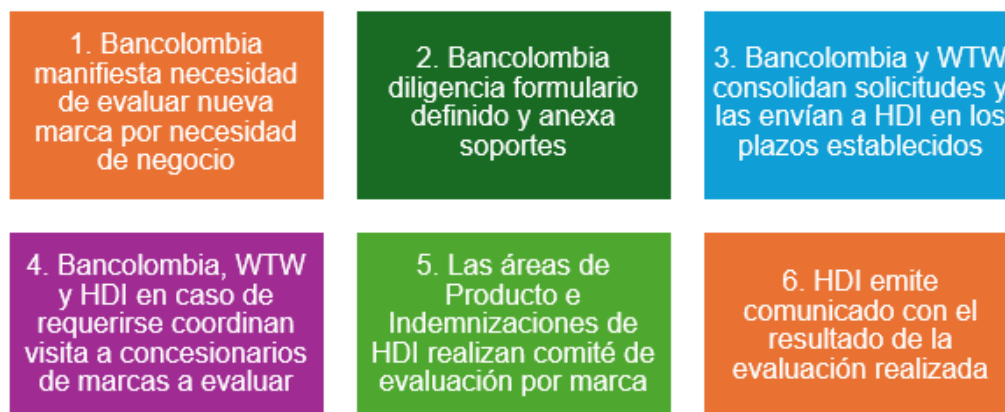 1. Bancolombia
manifiesta necesidad
de evaluar nueva
marca por necesidad
de negocio
2. Bancolombia
diligencia formulario
definido y anexa
soportes
3. Bancolombia y WTW
consolidan solicitudes y
las envían a HDI en los
plazos establecidos
4. Bancolombia, WTW
y HDI en caso de
requerirse coordinan
visita a concesionarios
de marcas a evaluar
5. Las áreas de
Producto e
Indemnizaciones de
HDI realizan comité de
evaluación por marca
6. HDI emite
comunicado con el
resultado de la
evaluación realizada